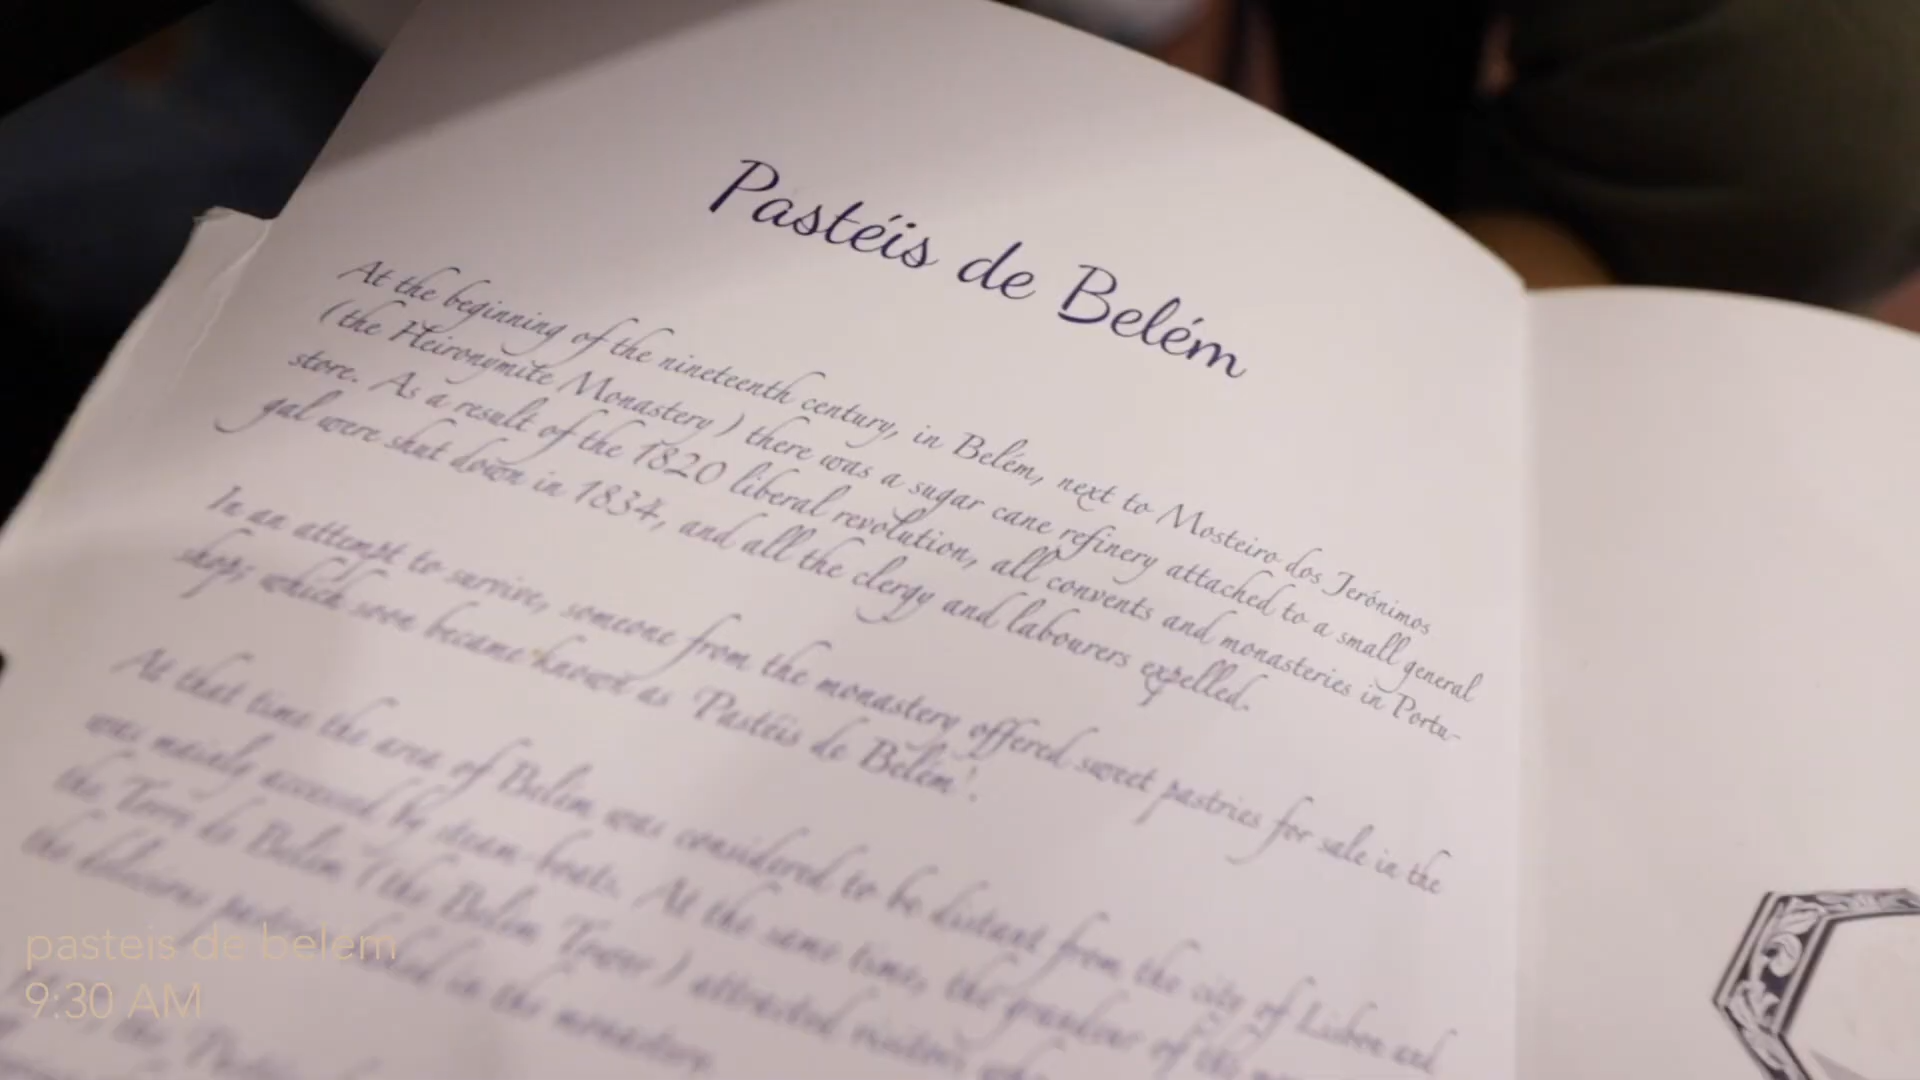 Pastéis de Belém
At the beginning of the nineteenth century, in Belém, next to Mosteiro dos Jerónimos
(the Heironymite Monastery) there was a sugar cane refinery attached to a small general
store. As a result of the 1820 liberal revolution, all convents and monasteries in Portu-
gal were shut down in 1834, and all the clergy and labourers expelled.
In an attempt to survive, someone from the monastery offered sweet pastries for sale in the
shop; which soon became known as 'Pastéis de Belém'.
At that time the area of Belém was considered to be distant from the city of Lisbon and
was mainly accessed by steam-boats. At the same time, the grandeur of the
the Torre de Belém (the Belém Tower) attracted visitors who
the delicious pastries in the monastery.
the
pasteis de belem
9:30 AM